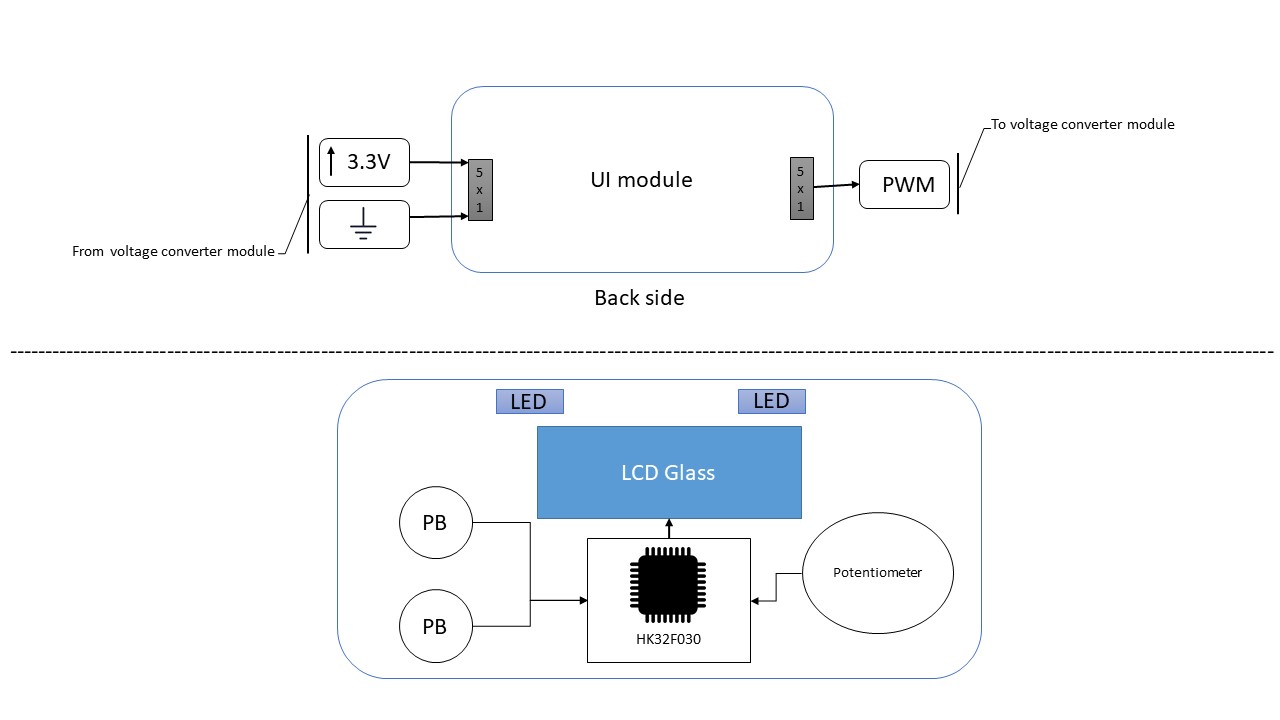 To voltage converter module
3.3V
5
x
1
UI module
5
x
1
PWM
From voltage converter module
Back side
LED
LED
LCD Glass
PB
Potentiometer
PB
HK32F030